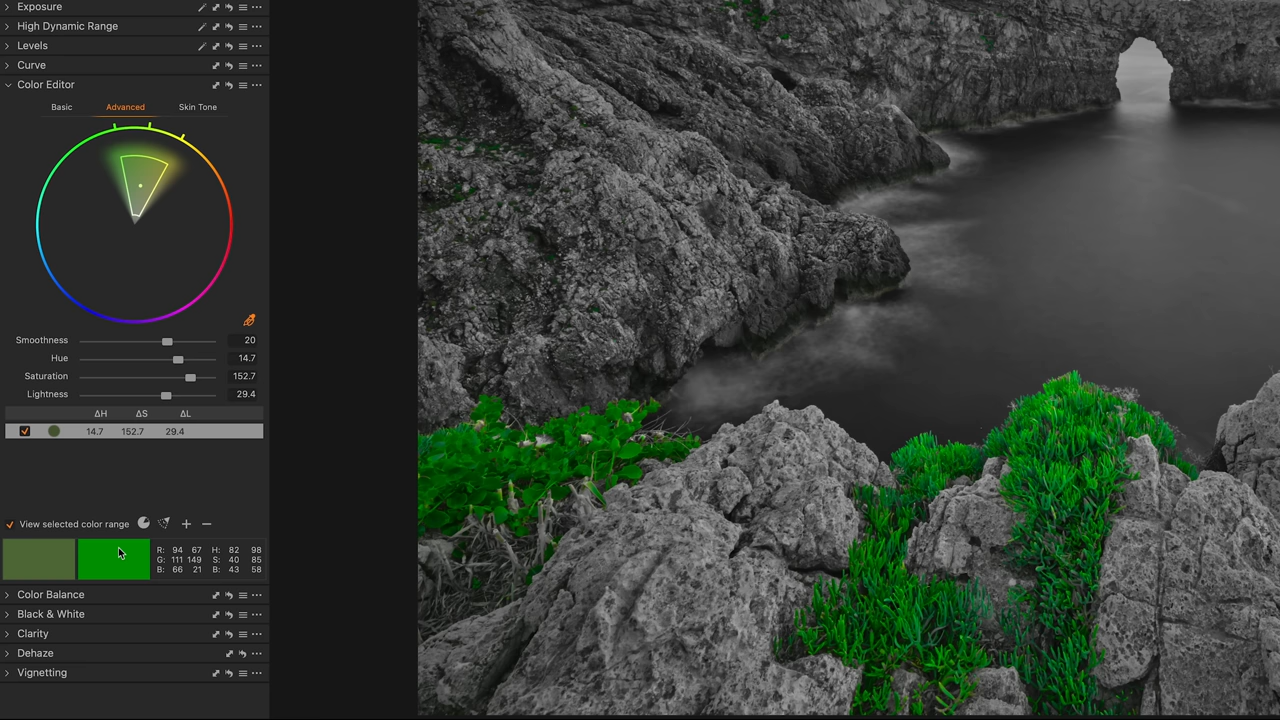 Exposure
High Dynamic Range
Levels
Curve
Color Editor
Basic Advanced Skin Tone
Smoothness 20
Hue 14.7
Saturation 152.7
Lightness 29.4
ΔH ΔS ΔL
14.7 152.7 29.4
View selected color range
R: 94 67 H: 82 98
G: 111 149 S: 40 85
B: 66 21 B: 43 58
Color Balance
Black & White
Clarity
Dehaze
Vignetting